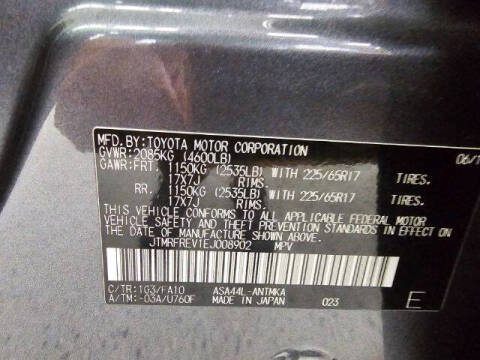 MFD.BY:TOYOTA MOTOR CORPORATION 06/1
GVWR:2085KG (4600LB)
GAWR:FRT. 1150KG (2535LB) WITH 225/65R17 TIRES.
17X7J RIMS.
RR. 1150KG (2535LB) WITH 225/65R17 TIRES.
17X7J RIMS.
THIS VEHICLE CONFORMS TO ALL APPLICABLE FEDERAL MOTOR
VEHICLE SAFETY STANDARDS IN EFFECT ON
THE DATE OF MANUFACTURE SHOWN ABOVE.
JTMRFREV1EJ008902 MPV
C/TR:1G3/FA10 ASA44L-ANTMKA
A/TM:-03A/U760F MADE IN JAPAN 023 E